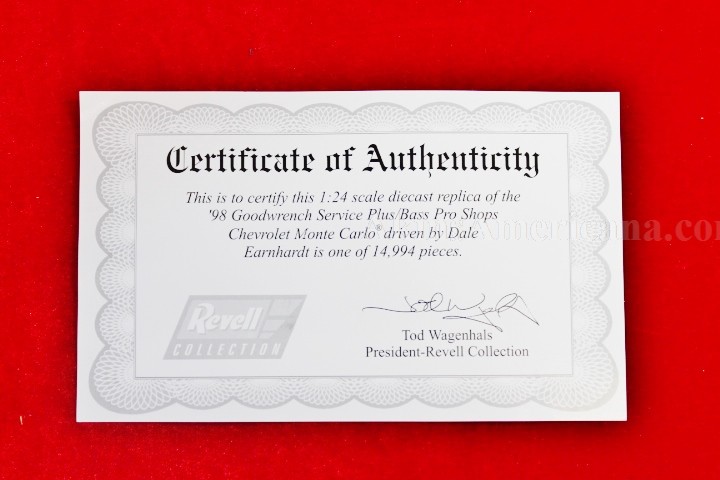 Certificate of Authenticity
This is to certify this 1:24 scale diecast replica of the
'98 Goodwrench Service Plus/Bass Pro Shops
Chevrolet Monte Carlo® driven by Dale
Earnhardt is one of 14,994 pieces.
Revell
COLLECTION
Tod Wagenhals
President-Revell Collection